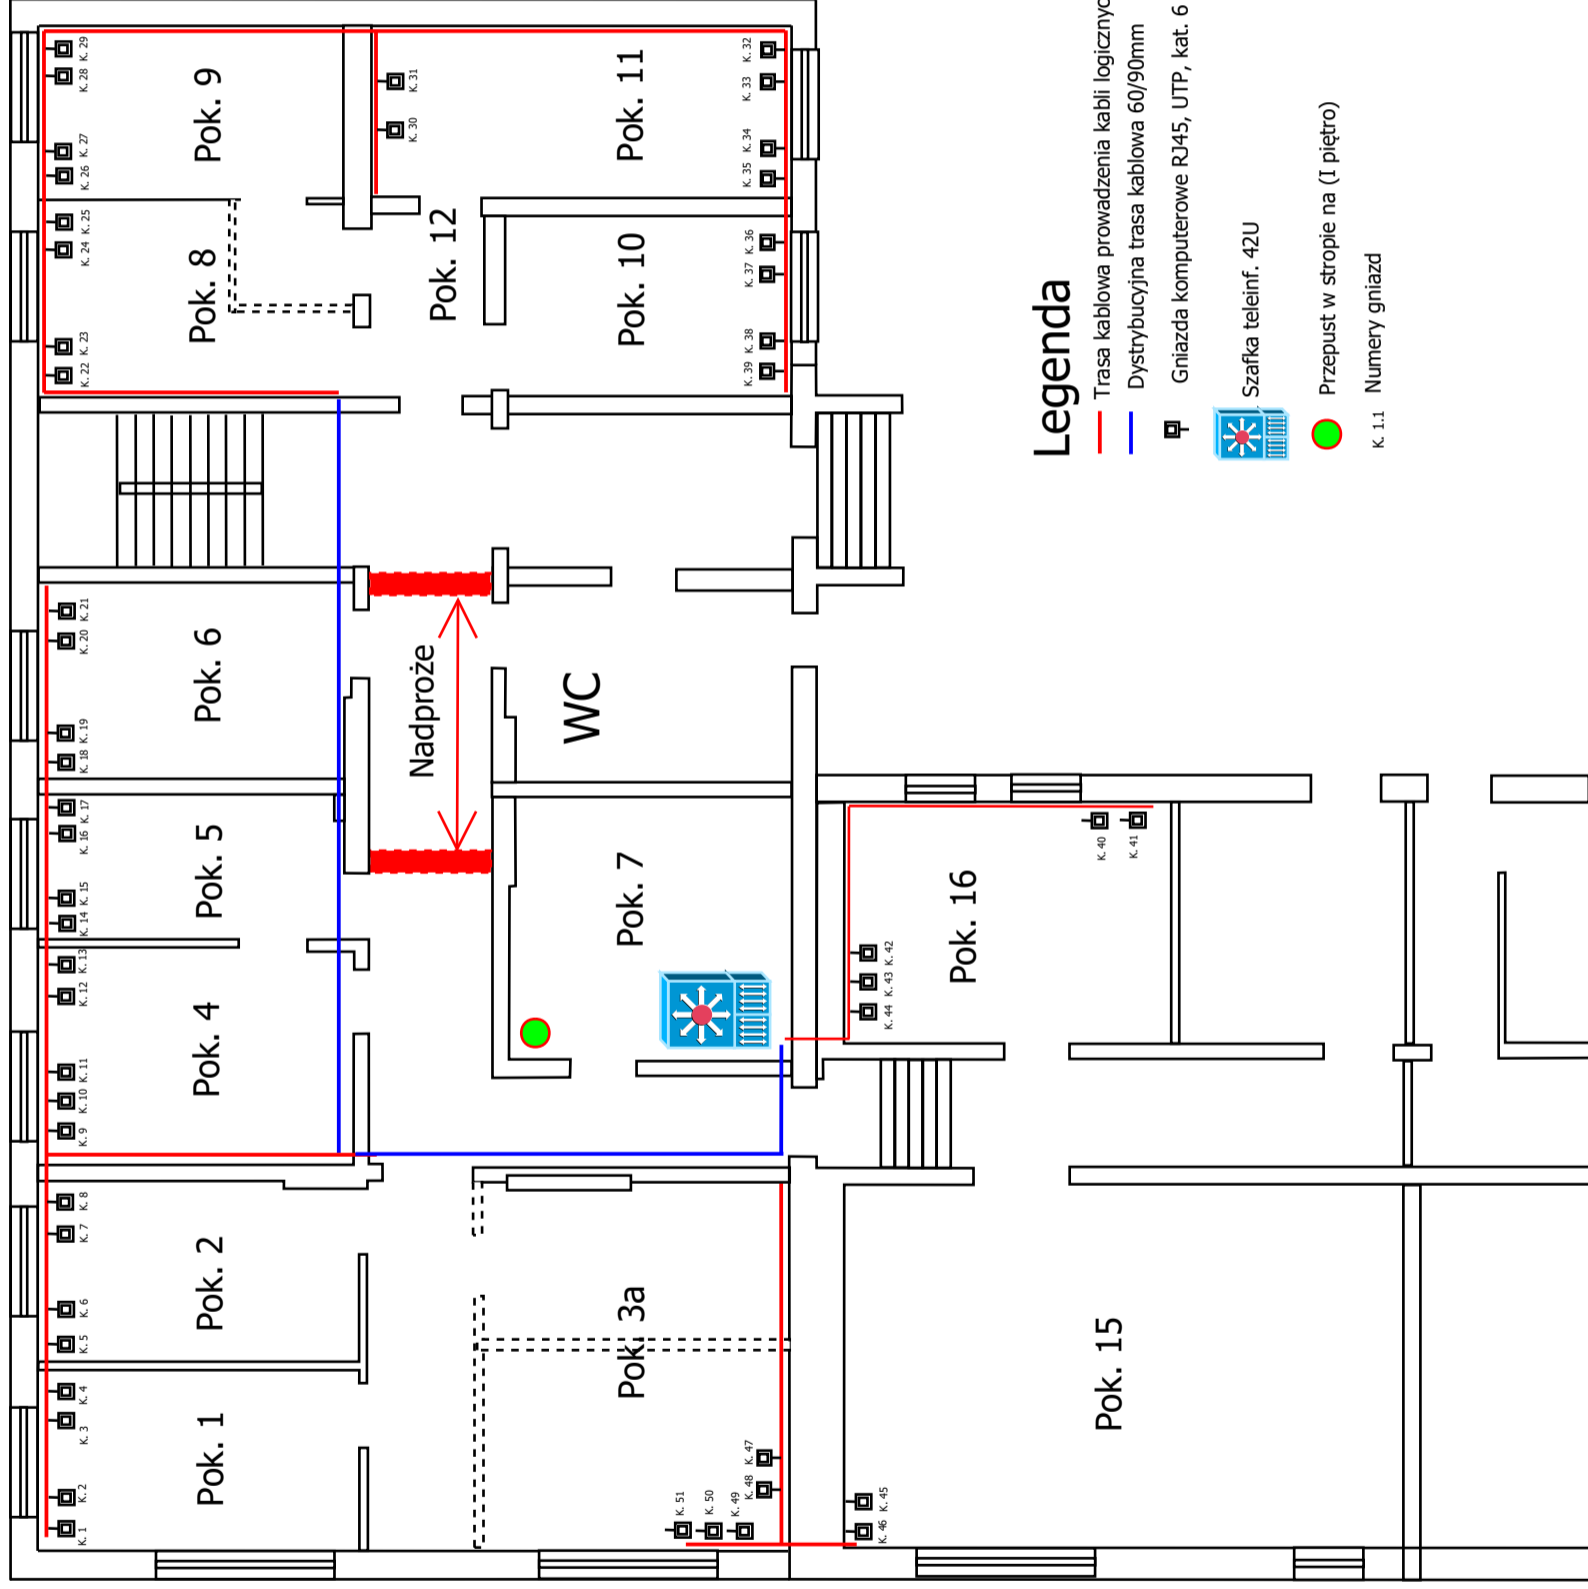 Pok. 1
Pok. 2
Pok. 4
Pok. 5
Pok. 6
Pok. 8
Pok. 9
Pok. 3a
Pok. 7
WC
Nadproże
Pok. 10
Pok. 11
Pok. 12
Pok. 15
Pok. 16
K. 1
K. 2
K. 3
K. 4
K. 5
K. 6
K. 7
K. 8
K. 9
K. 10
K. 11
K. 12
K. 13
K. 14
K. 15
K. 16
K. 17
K. 18
K. 19
K. 20
K. 21
K. 22
K. 23
K. 24
K. 25
K. 26
K. 27
K. 28
K. 29
K. 30
K. 31
K. 32
K. 33
K. 34
K. 35
K. 36
K. 37
K. 38
K. 39
K. 40
K. 41
K. 42
K. 43
K. 44
K. 45
K. 46
K. 47
K. 48
K. 49
K. 50
K. 51
Legenda
Trasa kablowa prowadzenia kabli logicznyc
Dystrybucyjna trasa kablowa 60/90mm
Gniazda komputerowe RJ45, UTP, kat. 6
Szafka teleinf. 42U
Przepust w stropie na (I piętro)
K. 1.1 Numery gniazd